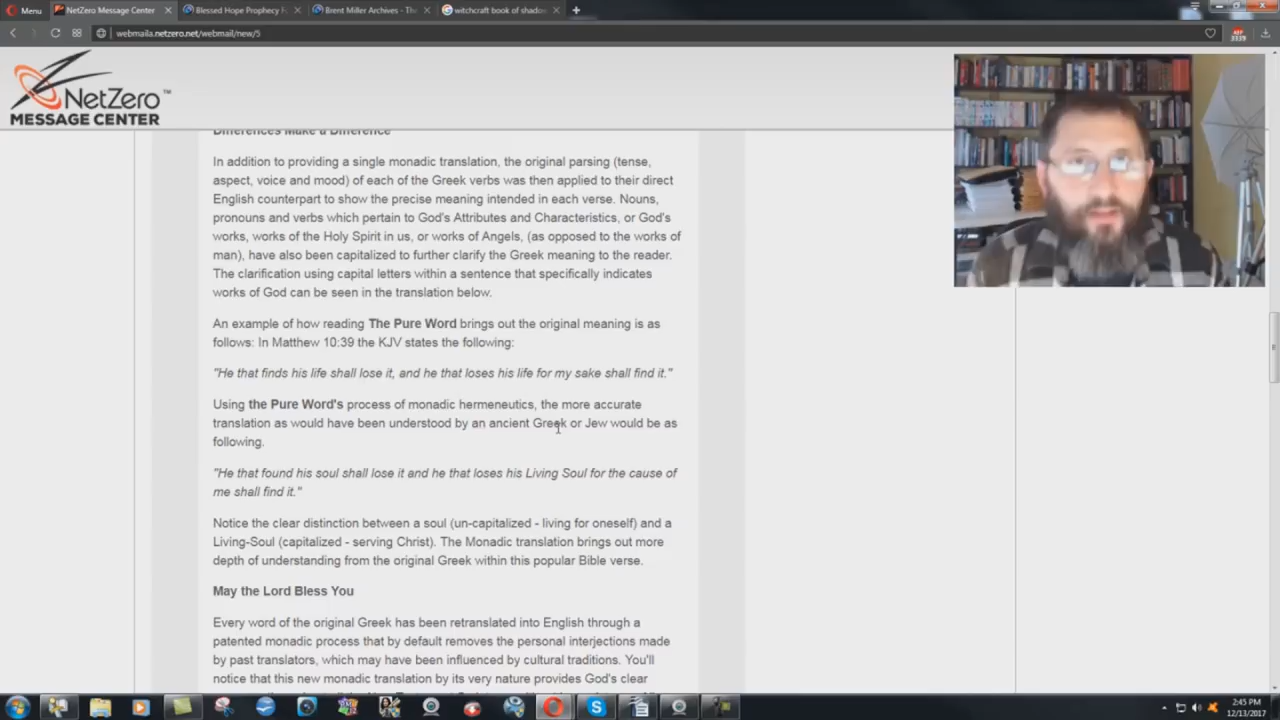 Menu
NetZero Message Center
Blessed Hope Prophecy F
Brent Miller Archives - The
witchcraft book of shadow
webmaila.netzero.net/webmail/new/5
3339
NetZero™
MESSAGE CENTER
Differences Make a Difference
In addition to providing a single monadic translation, the original parsing (tense,
aspect, voice and mood) of each of the Greek verbs was then applied to their direct
English counterpart to show the precise meaning intended in each verse. Nouns,
pronouns and verbs which pertain to God's Attributes and Characteristics, or God's
works, works of the Holy Spirit in us, or works of Angels, (as opposed to the works of
man), have also been capitalized to further clarify the Greek meaning to the reader.
The clarification using capital letters within a sentence that specifically indicates
works of God can be seen in the translation below.
An example of how reading The Pure Word brings out the original meaning is as
follows: In Matthew 10:39 the KJV states the following:
"He that finds his life shall lose it, and he that loses his life for my sake shall find it."
Using the Pure Word's process of monadic hermeneutics, the more accurate
translation as would have been understood by an ancient Greek or Jew would be as
following.
"He that found his soul shall lose it and he that loses his Living Soul for the cause of
me shall find it."
Notice the clear distinction between a soul (un-capitalized - living for oneself) and a
Living-Soul (capitalized - serving Christ). The Monadic translation brings out more
depth of understanding from the original Greek within this popular Bible verse.
May the Lord Bless You
Every word of the original Greek has been retranslated into English through a
patented monadic process that by default removes the personal interjections made
by past translators, which may have been influenced by cultural traditions. You'll
notice that this new monadic translation by its very nature provides God's clear
2:45 PM
12/13/2017